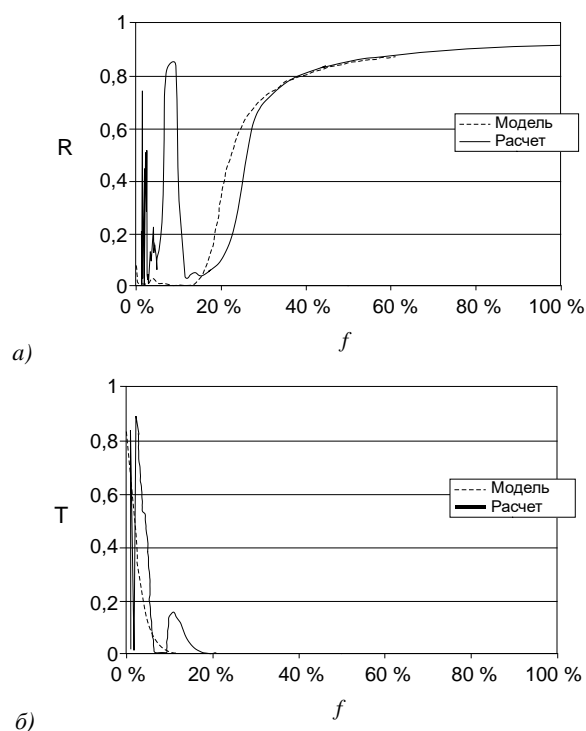 1
0,8
0,6
R
0,4
0,2
0
Модель
Расчет
0 %
20 %
40 %
60 %
80 %
100 %
f
а)
1
0,8
0,6
T
0,4
0,2
0
Модель
Расчет
0 %
20 %
40 %
60 %
80 %
100 %
f
б)